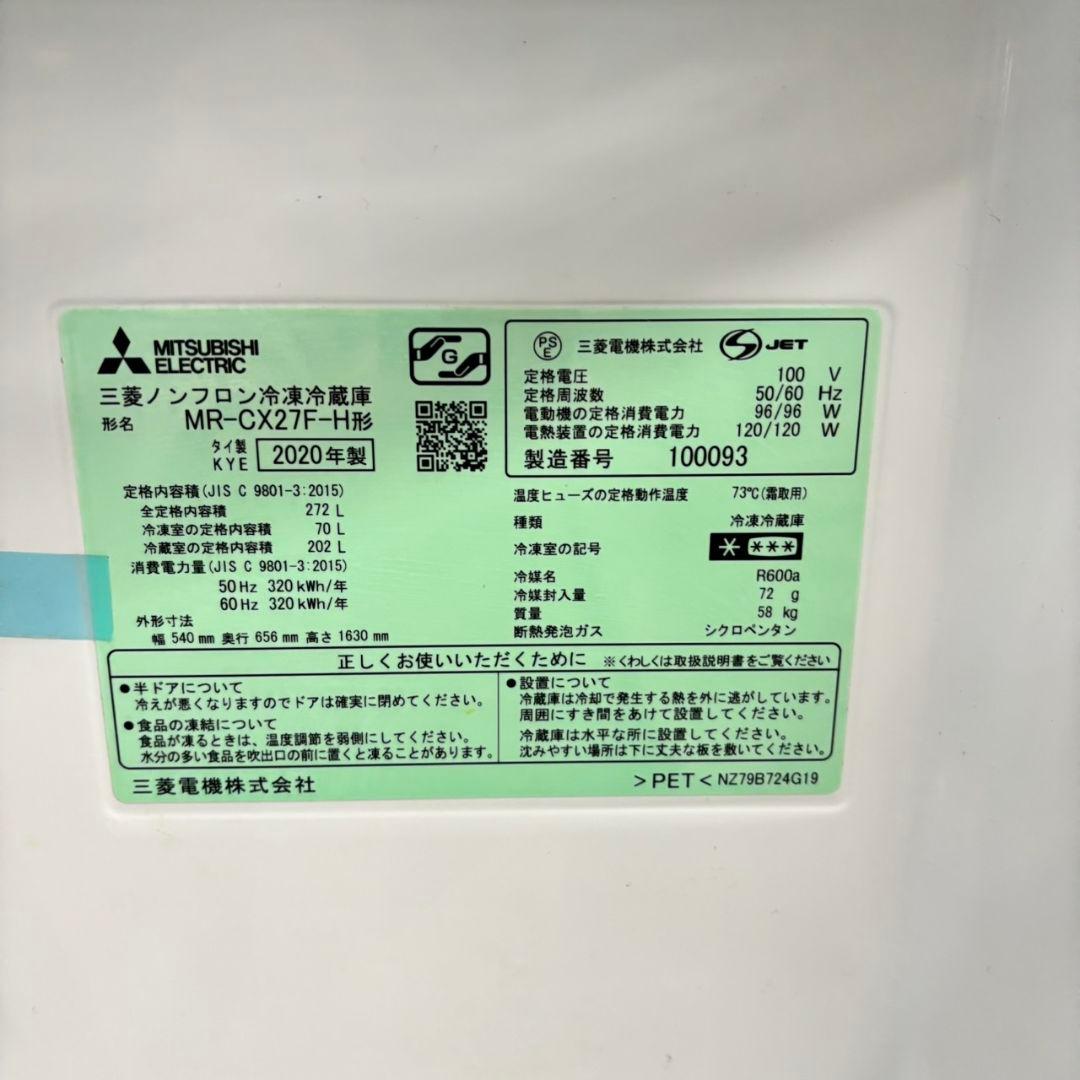 MITSUBISHI
ELECTRIC
三菱ノンフロン冷凍冷蔵庫
形名 MR-CX27F-H形
タイ製
KYE 2020年製
G
PS
E 三菱電機株式会社 JET
定格電圧 100 V
定格周波数 50/60 Hz
電動機の定格消費電力 96/96 W
電熱装置の定格消費電力 120/120 W
製造番号 100093
定格内容積(JIS C 9801-3:2015)
全定格内容積 272 L
冷凍室の定格内容積 70 L
冷蔵室の定格内容積 202 L
消費電力量(JIS C 9801-3:2015)
50Hz 320kWh/年
60Hz 320kWh/年
外形寸法
幅 540 mm 奥行 656 mm 高さ 1630 mm
温度ヒューズの定格動作温度 73℃(霜取用)
種類 冷凍冷蔵庫
冷凍室の記号 * ***
冷媒名 R600a
冷媒封入量 72 g
質量 58 kg
断熱発泡ガス シクロペンタン
正しくお使いいただくために ※くわしくは取扱説明書をご覧ください
●半ドアについて
冷えが悪くなりますのでドアは確実に閉めてください。
●食品の凍結について
食品が凍るときは、温度調節を弱側にしてください。
水分の多い食品を吹出口の前に置くと凍ることがあります。
●設置について
冷蔵庫は冷却で発生する熱を外に逃がしています。
周囲にすき間をあけて設置してください。
冷蔵庫は水平な所に設置してください。
沈みやすい場所は下に丈夫な板を敷いてください。
三菱電機株式会社 >PET< NZ79B724G19